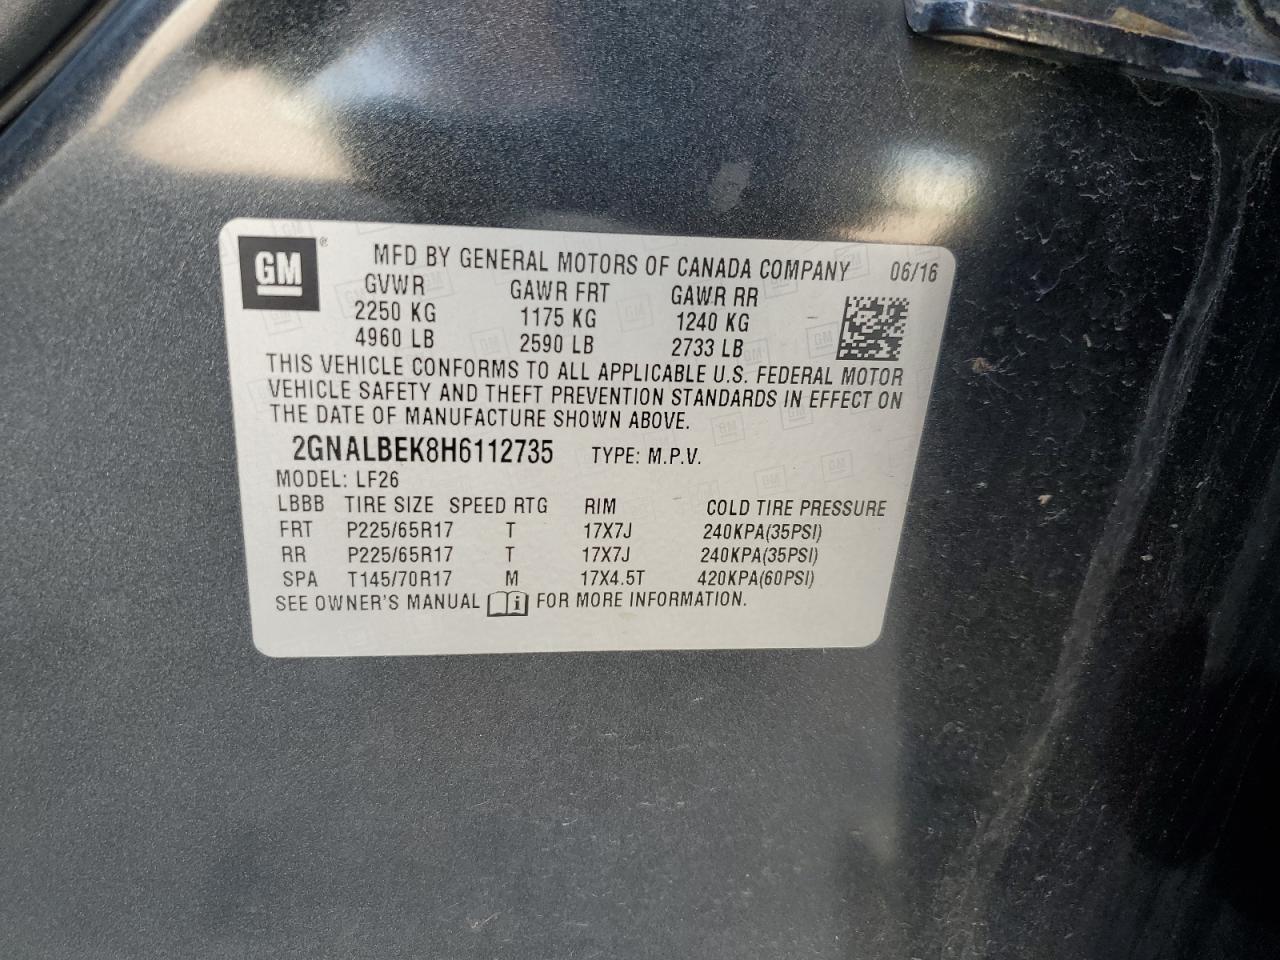 GM ® MFD BY GENERAL MOTORS OF CANADA COMPANY 06/16
GVWR GAWR FRT GAWR RR
2250 KG 1175 KG 1240 KG
4960 LB 2590 LB 2733 LB
THIS VEHICLE CONFORMS TO ALL APPLICABLE U.S. FEDERAL MOTOR
VEHICLE SAFETY AND THEFT PREVENTION STANDARDS IN EFFECT ON
THE DATE OF MANUFACTURE SHOWN ABOVE.
2GNALBEK8H6112735 TYPE: M.P.V.
MODEL: LF26
LBBB TIRE SIZE SPEED RTG RIM COLD TIRE PRESSURE
FRT P225/65R17 T 17X7J 240KPA(35PSI)
RR P225/65R17 T 17X7J 240KPA(35PSI)
SPA T145/70R17 M 17X4.5T 420KPA(60PSI)
SEE OWNER'S MANUAL i FOR MORE INFORMATION.